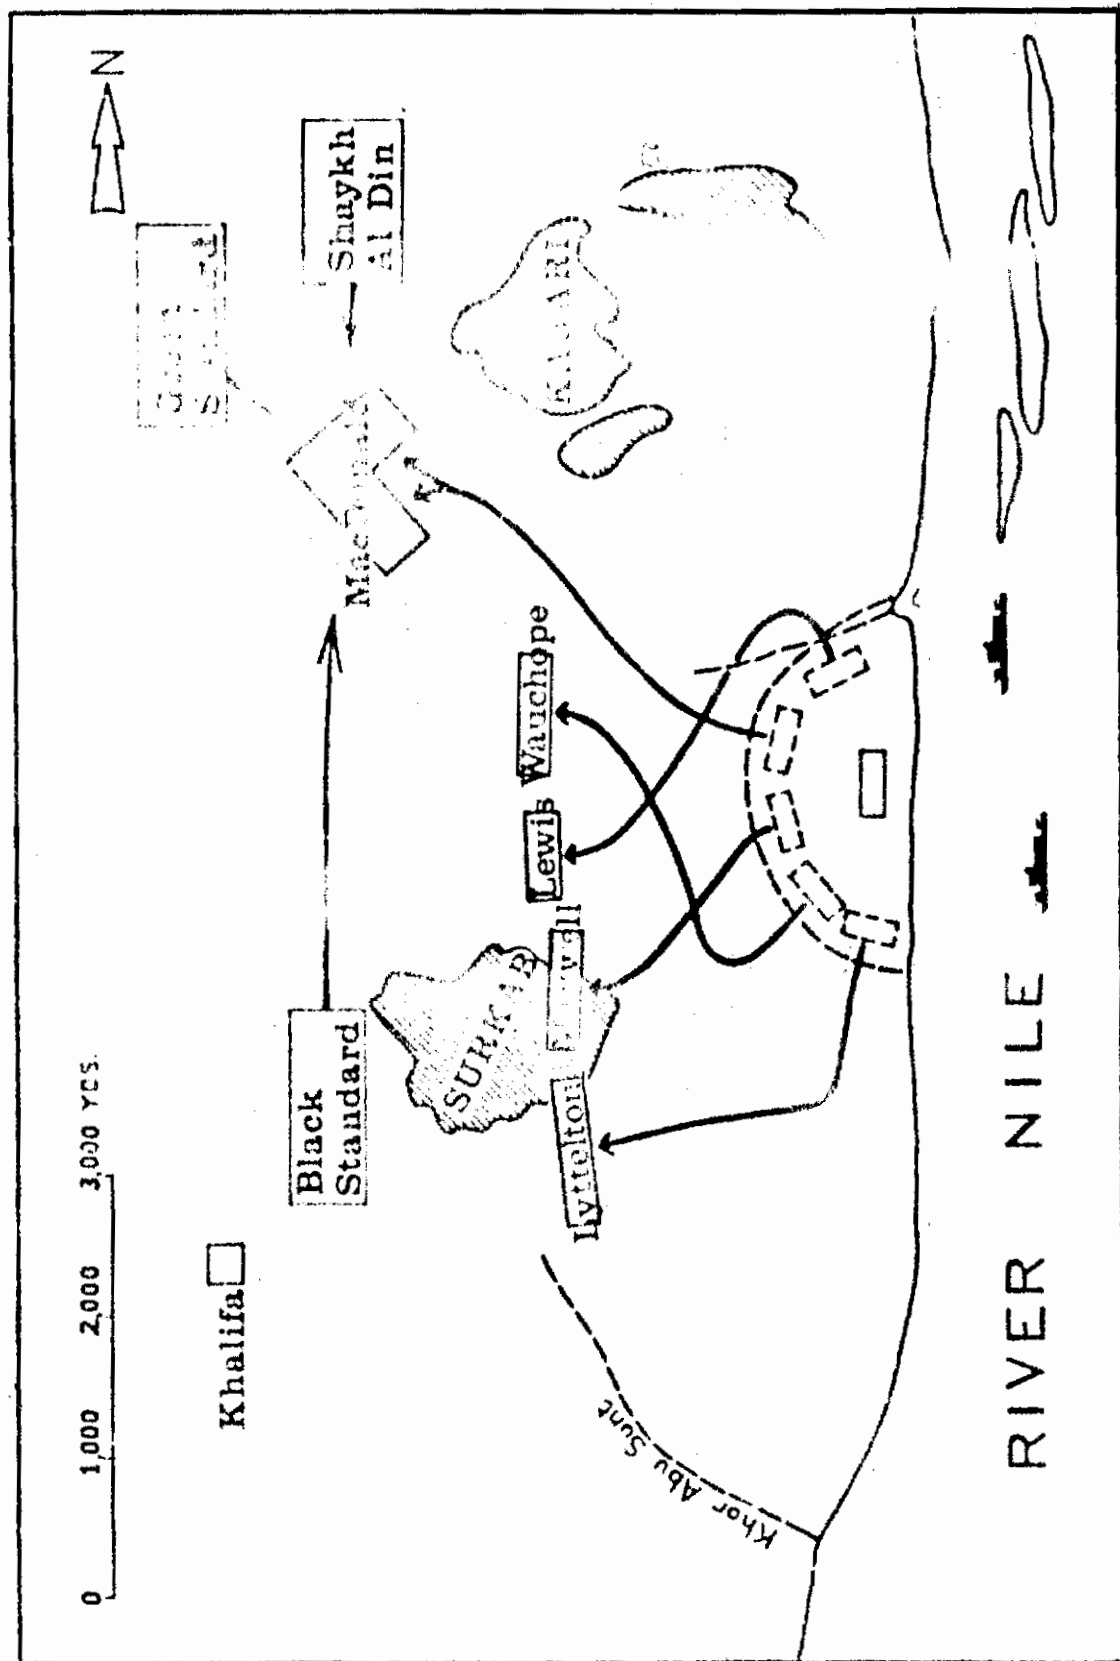 N
Shaykh
Al Din
MacDonald
Wauchope
Lewis
SURKAB
Lyttelton
Black
Standard
Khalifa
0 1,000 2,000 3,000 YDS.
Khor Abu Sunt
RIVER NILE